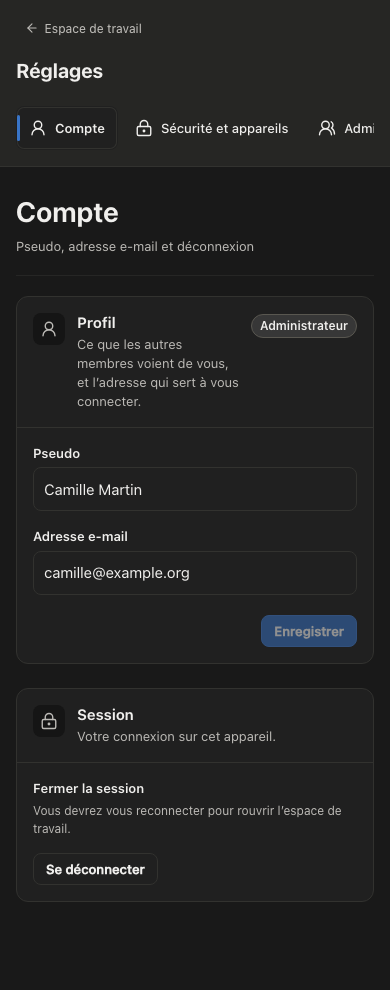 Espace de travail
Réglages
Compte
Sécurité et appareils
Admi
Compte
Pseudo, adresse e-mail et déconnexion
Profil
Administrateur
Ce que les autres
membres voient de vous,
et l’adresse qui sert à vous
connecter.
Pseudo
Camille Martin
Adresse e-mail
camille@example.org
Enregistrer
Session
Votre connexion sur cet appareil.
Fermer la session
Vous devrez vous reconnecter pour rouvrir l’espace de
travail.
Se déconnecter